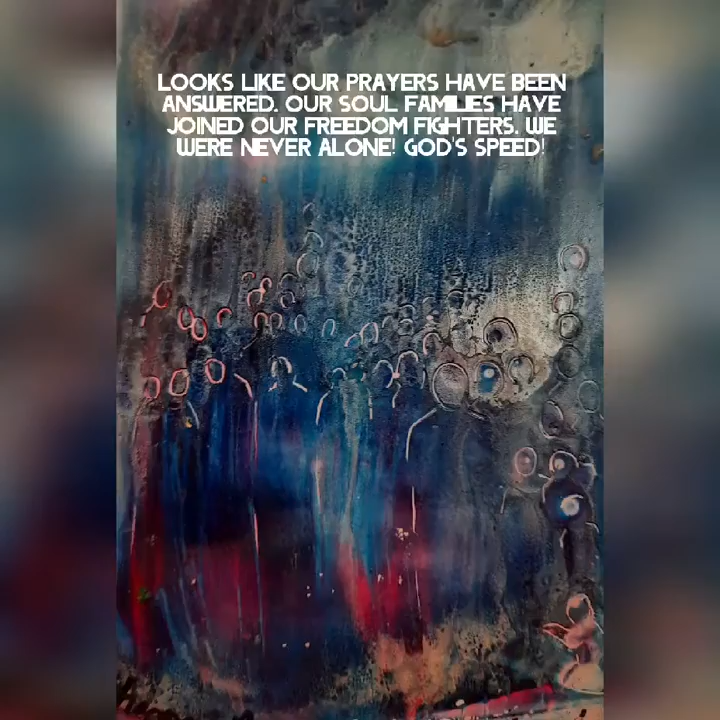 LOOKS LIKE OUR PRAYERS HAVE BEEN
ANSWERED. OUR SOUL FAMILIES HAVE
JOINED OUR FREEDOM FIGHTERS. WE
WERE NEVER ALONE! GOD'S SPEED!